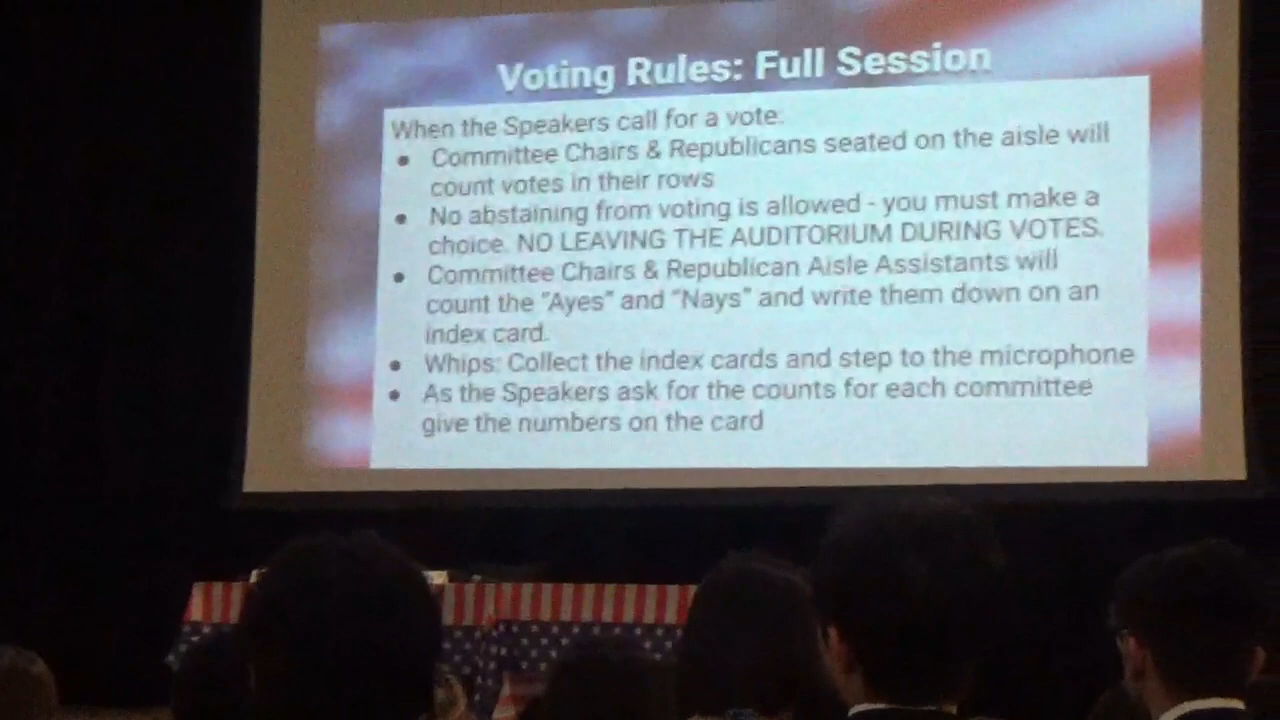 Voting Rules: Full Session
When the Speakers call for a vote:
● Committee Chairs & Republicans seated on the aisle will
count votes in their rows
● No abstaining from voting is allowed - you must make a
choice. NO LEAVING THE AUDITORIUM DURING VOTES.
● Committee Chairs & Republican Aisle Assistants will
count the "Ayes" and "Nays" and write them down on an
index card.
● Whips: Collect the index cards and step to the microphone
● As the Speakers ask for the counts for each committee
give the numbers on the card